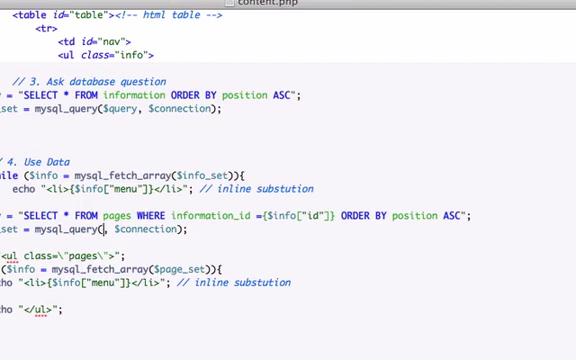 content.php
<table id="table"><!-- html table -->
<tr>
<td id="nav">
<ul class="info">
// 3. Ask database question
= "SELECT * FROM information ORDER BY position ASC";
_set = mysql_query($query, $connection);
/ 4. Use Data
ile ($info = mysql_fetch_array($info_set)){
echo "<li>{$info["menu"]}</li>"; // inline substution
= "SELECT * FROM pages WHERE information_id ={$info["id"]} ORDER BY position ASC";
set = mysql_query(, $connection);
<ul class=\"pages\">";
($info = mysql_fetch_array($page_set)){
ho "<li>{$info["menu"]}</li>"; // inline substution
ho "</ul>";